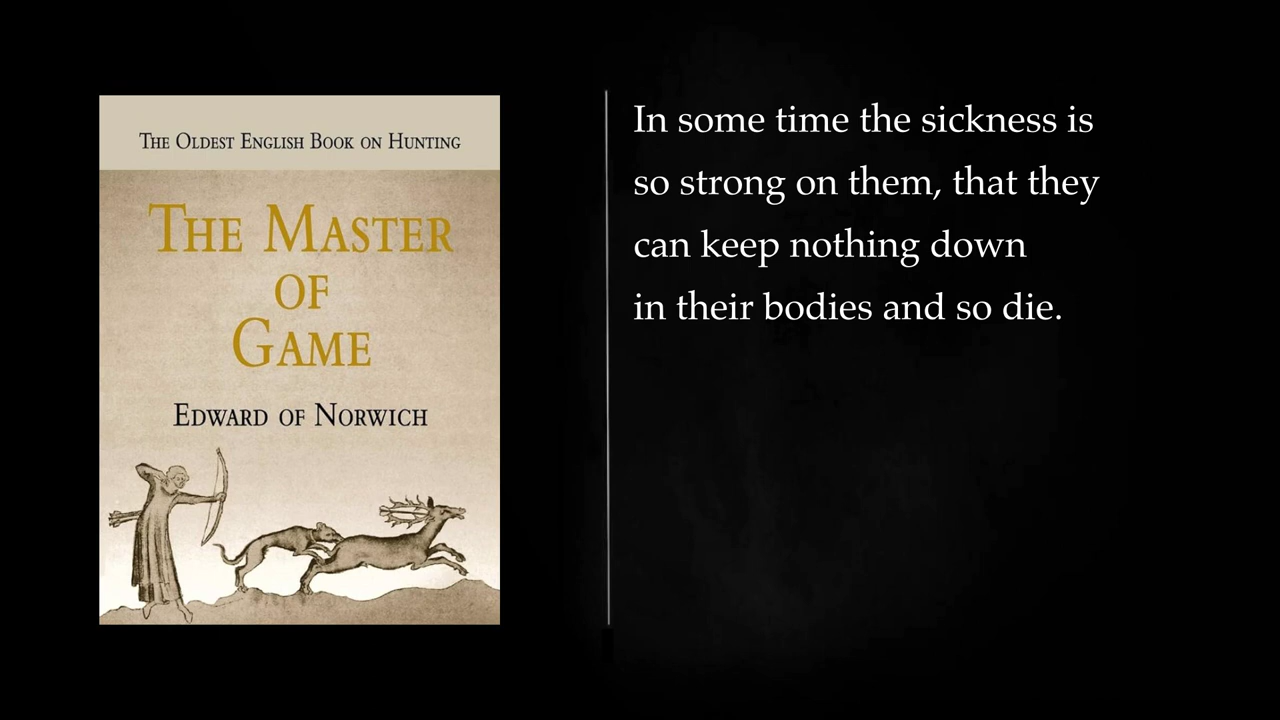 The Oldest English Book on Hunting
The Master
of
Game
Edward of Norwich
In some time the sickness is
so strong on them, that they
can keep nothing down
in their bodies and so die.